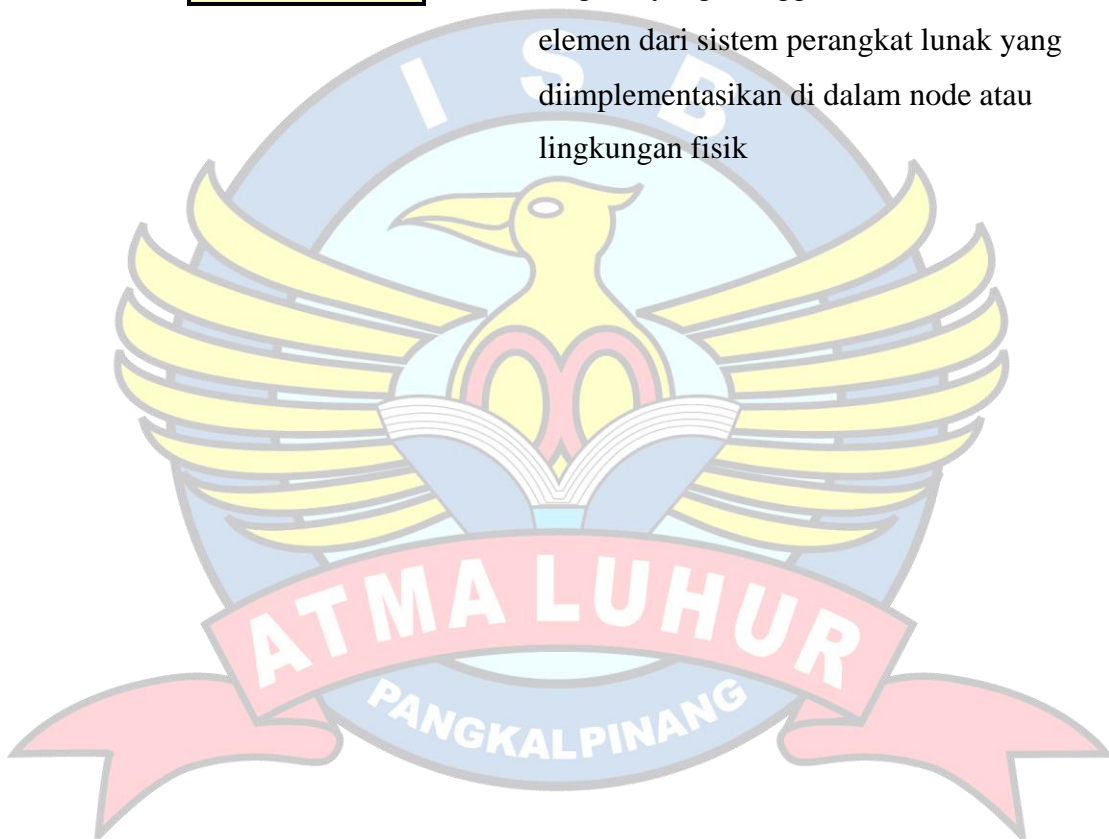 elemen dari sistem perangkat lunak yang
diimplementasikan di dalam node atau
lingkungan fisik
I S B
ATMA LUHUR
PANGKALPINANG